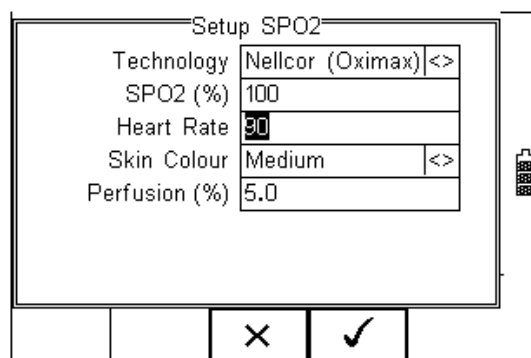 Setup SPO2
Technology Nellcor (Oximax) <>
SPO2 (%) 100
Heart Rate 90
Skin Colour Medium <>
Perfusion (%) 5.0